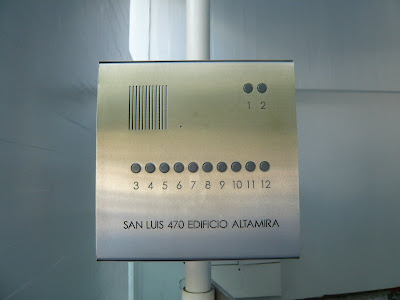 1 2
3 4 5 6 7 8 9 10 11 12
SAN LUIS 470 EDIFICIO ALTAMIRA